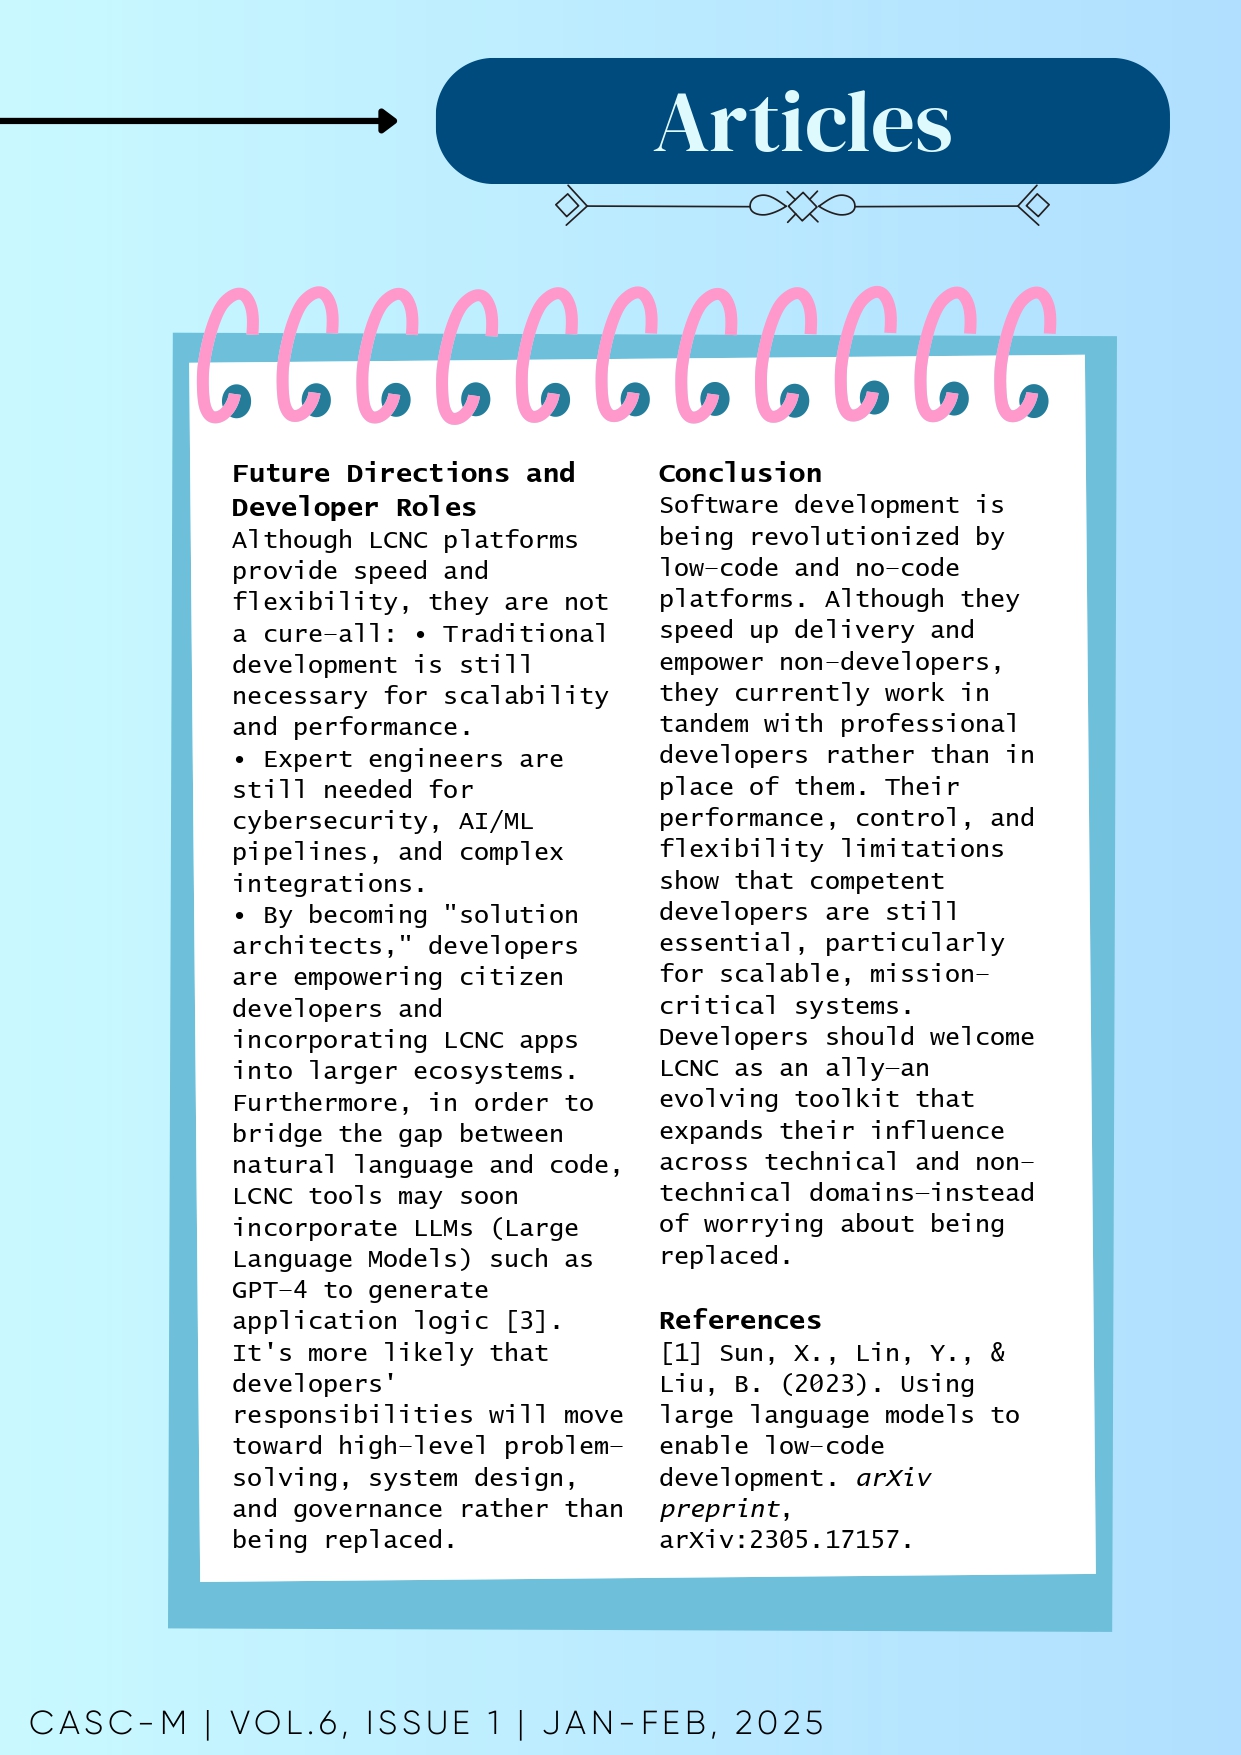 Articles
Future Directions and
Developer Roles
Although LCNC platforms
provide speed and
flexibility, they are not
a cure-all: • Traditional
development is still
necessary for scalability
and performance.
• Expert engineers are
still needed for
cybersecurity, AI/ML
pipelines, and complex
integrations.
• By becoming "solution
architects," developers
are empowering citizen
developers and
incorporating LCNC apps
into larger ecosystems.
Furthermore, in order to
bridge the gap between
natural language and code,
LCNC tools may soon
incorporate LLMs (Large
Language Models) such as
GPT-4 to generate
application logic [3].
It's more likely that
developers'
responsibilities will move
toward high-level problem-
solving, system design,
and governance rather than
being replaced.
Conclusion
Software development is
being revolutionized by
low-code and no-code
platforms. Although they
speed up delivery and
empower non-developers,
they currently work in
tandem with professional
developers rather than in
place of them. Their
performance, control, and
flexibility limitations
show that competent
developers are still
essential, particularly
for scalable, mission-
critical systems.
Developers should welcome
LCNC as an ally-an
evolving toolkit that
expands their influence
across technical and non-
technical domains-instead
of worrying about being
replaced.
References
[1] Sun, X., Lin, Y., &
Liu, B. (2023). Using
large language models to
enable low-code
development. arXiv
preprint,
arXiv:2305.17157.
CASC-M | VOL.6, ISSUE 1 | JAN-FEB, 2025